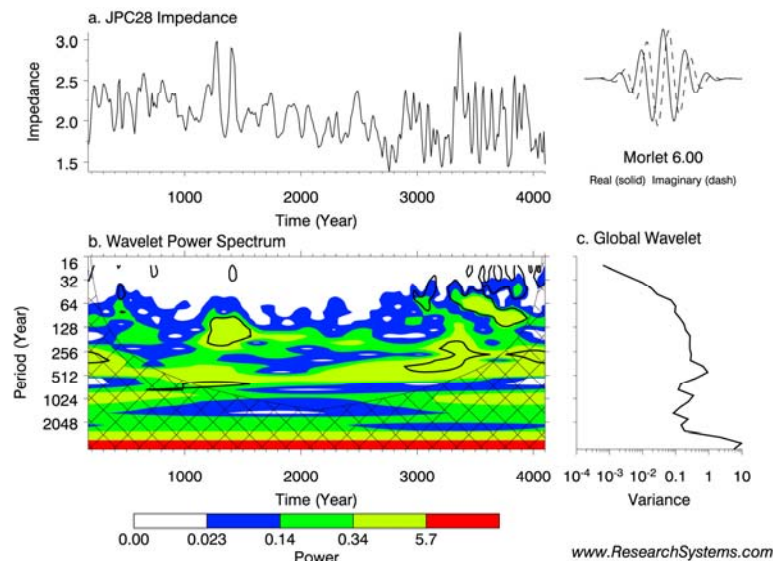 a. JPC28 Impedance
3.0
2.5
2.0
1.5
Impedance
1000 2000 3000 4000
Time (Year)
Morlet 6.00
Real (solid) Imaginary (dash)
b. Wavelet Power Spectrum
16
32
64
128
256
512
1024
2048
Period (Year)
1000 2000 3000 4000
Time (Year)
0.00 0.023 0.14 0.34 5.7
Power
c. Global Wavelet
10-4 10-3 10-2 0.1 1 10
Variance
www.ResearchSystems.com